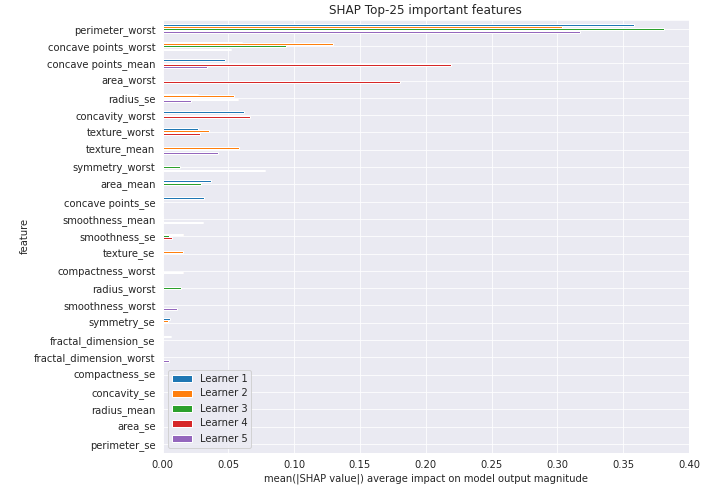 SHAP Top-25 important features
perimeter_worst
concave points_worst
concave points_mean
area_worst
radius_se
concavity_worst
texture_worst
texture_mean
symmetry_worst
area_mean
concave points_se
smoothness_mean
smoothness_se
texture_se
compactness_worst
radius_worst
smoothness_worst
symmetry_se
fractal_dimension_se
fractal_dimension_worst
compactness_se
concavity_se
radius_mean
area_se
perimeter_se
feature
Learner 1
Learner 2
Learner 3
Learner 4
Learner 5
0.00 0.05 0.10 0.15 0.20 0.25 0.30 0.35 0.40
mean(|SHAP value|) average impact on model output magnitude